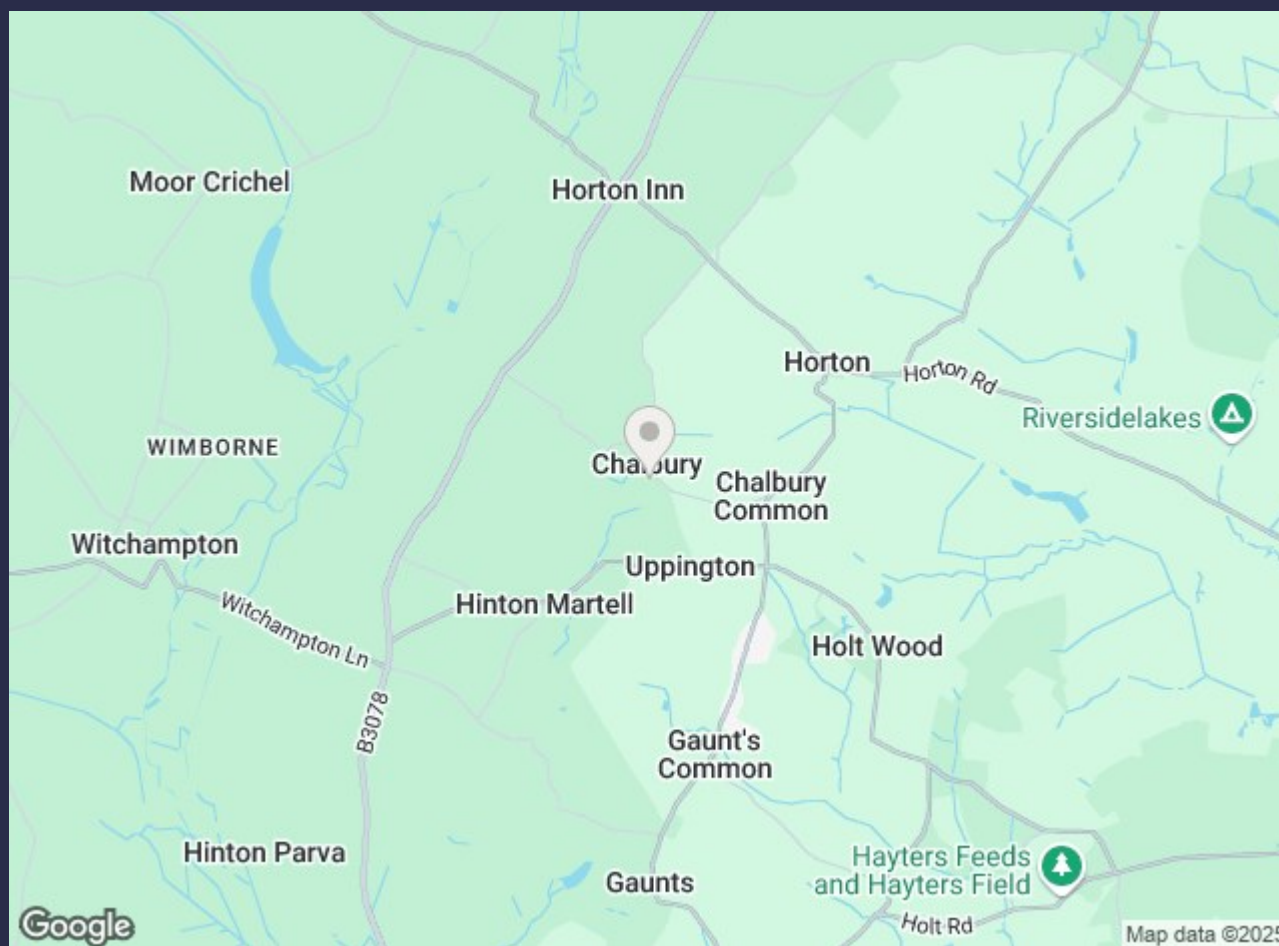 Moor Crichel
Horton Inn
Horton
Horton Rd
Riversidelakes
WIMBORNE
Chalbury
Chalbury
Common
Witchampton
Uppington
Hinton Martell
Witchampton Ln
Holt Wood
B3078
Gaunt's
Common
Hinton Parva
Hayters Feeds
and Hayters Field
Gaunts
Holt Rd
Google
Map data ©2025